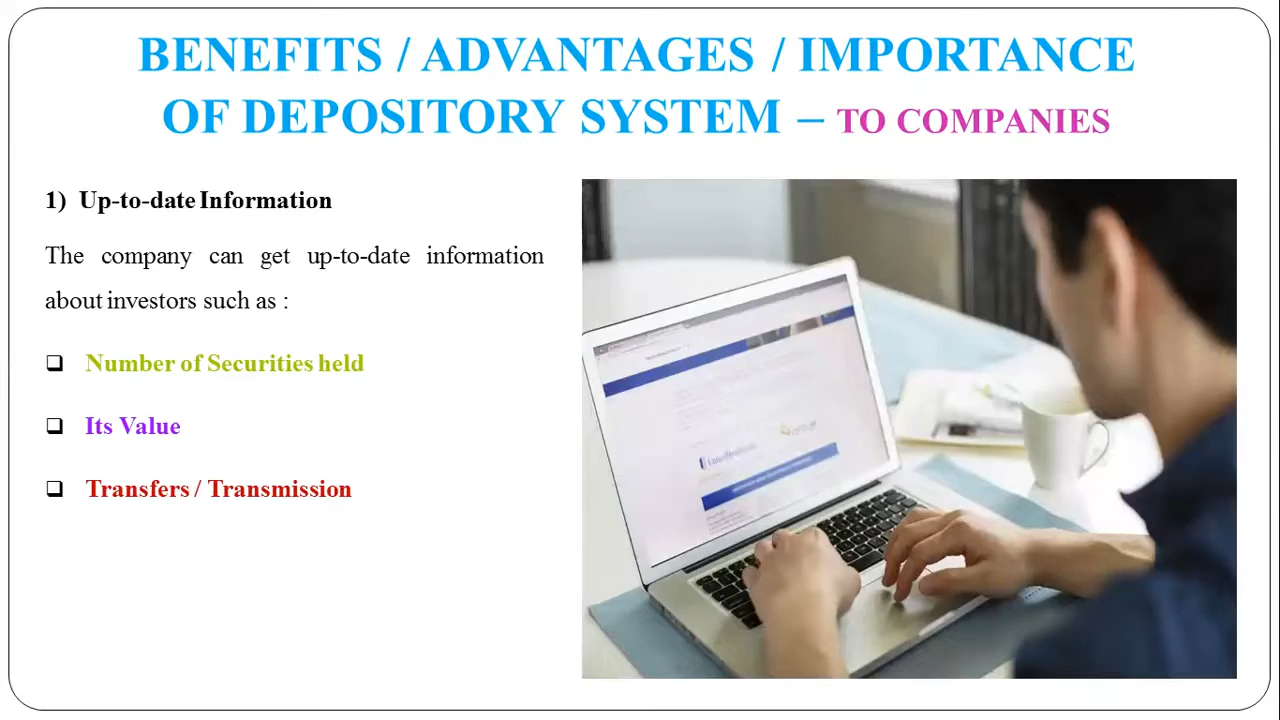 BENEFITS / ADVANTAGES / IMPORTANCE
OF DEPOSITORY SYSTEM – TO COMPANIES
1) Up-to-date Information
The company can get up-to-date information
about investors such as :
Number of Securities held
Its Value
Transfers / Transmission